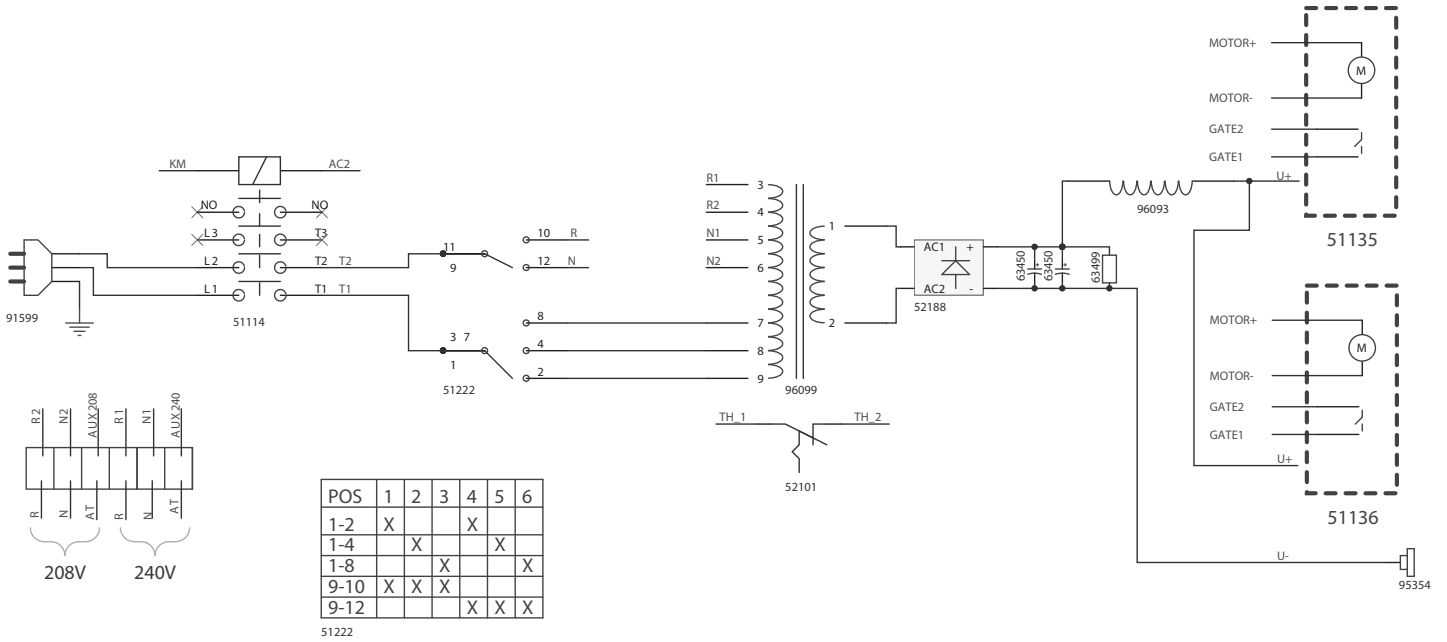 MOTOR+
M
MOTOR-
GATE2
GATE1
U+
51135
KM
AC2
NO
NO
L3
T3
L2
T2
T2
L1
T1
T1
91599
51114
11
9
10
R
12
N
3 7
1
8
4
2
51222
R1
3
R2
4
N1
5
N2
6
7
8
9
1
2
96099
AC1
+
AC2
-
52188
63450
+
63450
+
63499
96093
MOTOR+
M
MOTOR-
GATE2
GATE1
U+
51136
U-
95354
TH_1
TH_2
52101
R2
N2
AUX208
R1
N1
AUX240
R
N
AT
R
N
AT
208V
240V
POS 1 2 3 4 5 6
1-2 X X
1-4 X X
1-8 X X
9-10 X X X
9-12 X X X
51222